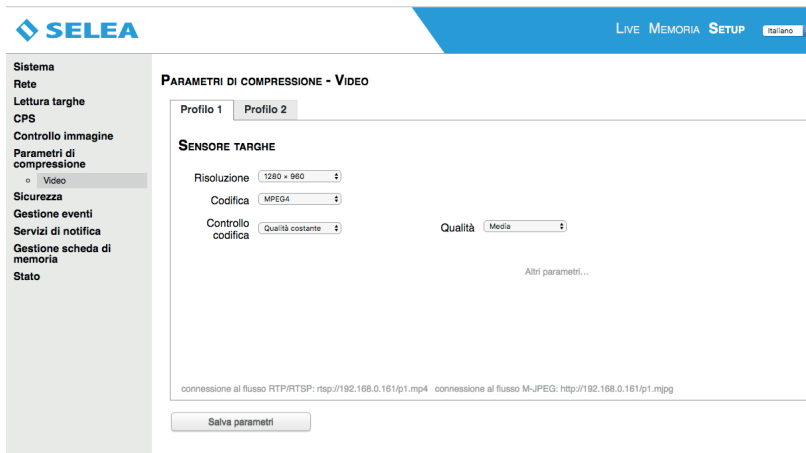 SELEA
LIVE MEMORIA SETUP Italiano
Sistema
Rete
Lettura targhe
CPS
Controllo immagine
Parametri di
compressione
Video
Sicurezza
Gestione eventi
Servizi di notifica
Gestione scheda di
memoria
Stato
PARAMETRI DI COMPRESSIONE - VIDEO
Profilo 1 Profilo 2
SENSORE TARGHE
Risoluzione 1280 × 960
Codifica MPEG4
Controllo
codifica Qualità costante Qualità Media
Altri parametri...
connessione al flusso RTP/RTSP: rtsp://192.168.0.161/p1.mp4 connessione al flusso M-JPEG: http://192.168.0.161/p1.mjpg
Salva parametri